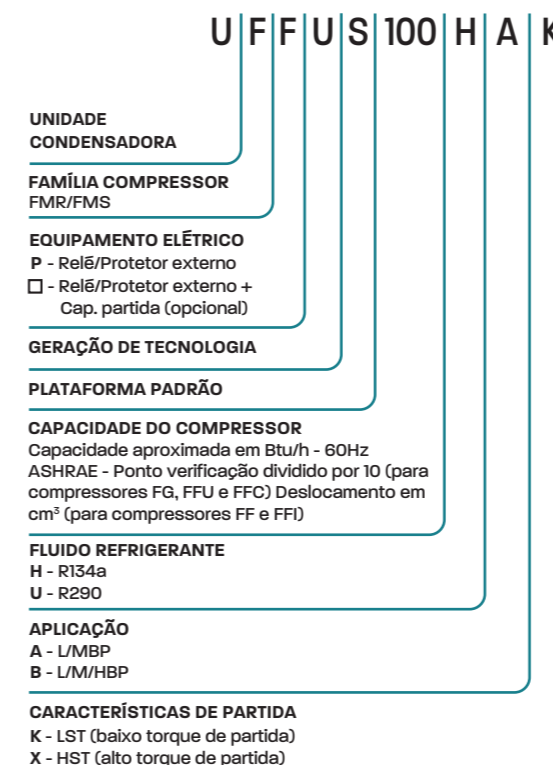 U F F U S 100 H A K
UNIDADE
CONDENSADORA
FAMÍLIA COMPRESSOR
FMR/FMS
EQUIPAMENTO ELÉTRICO
P - Relé/Protetor externo
□ - Relé/Protetor externo +
Cap. partida (opcional)
GERAÇÃO DE TECNOLOGIA
PLATAFORMA PADRÃO
CAPACIDADE DO COMPRESSOR
Capacidade aproximada em Btu/h - 60Hz
ASHRAE - Ponto verificação dividido por 10 (para
compressores FG, FFU e FFC) Deslocamento em
cm³ (para compressores FF e FFI)
FLUIDO REFRIGERANTE
H - R134a
U - R290
APLICAÇÃO
A - L/MBP
B - L/M/HBP
CARACTERÍSTICAS DE PARTIDA
K - LST (baixo torque de partida)
X - HST (alto torque de partida)